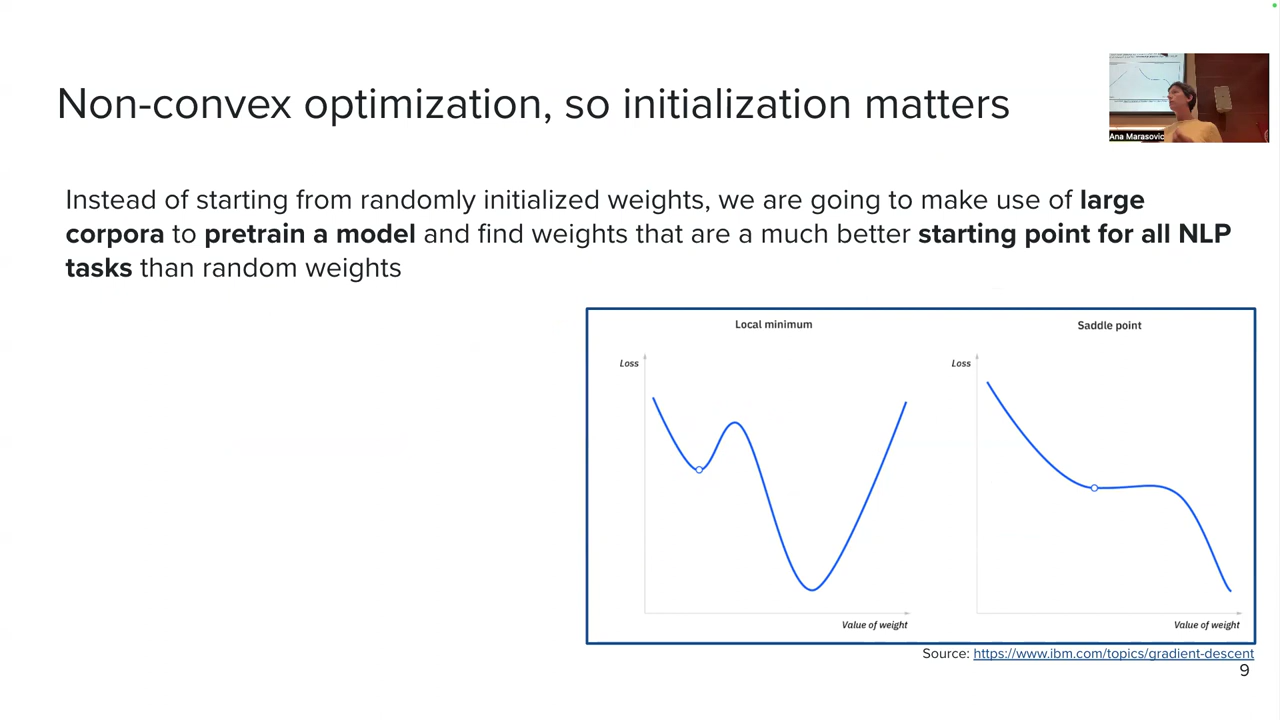 Non-convex optimization, so initialization matters
Ana Marasovic
Instead of starting from randomly initialized weights, we are going to make use of large
corpora to pretrain a model and find weights that are a much better starting point for all NLP
tasks than random weights
Local minimum
Loss
Value of weight
Saddle point
Loss
Value of weight
Source: https://www.ibm.com/topics/gradient-descent
9